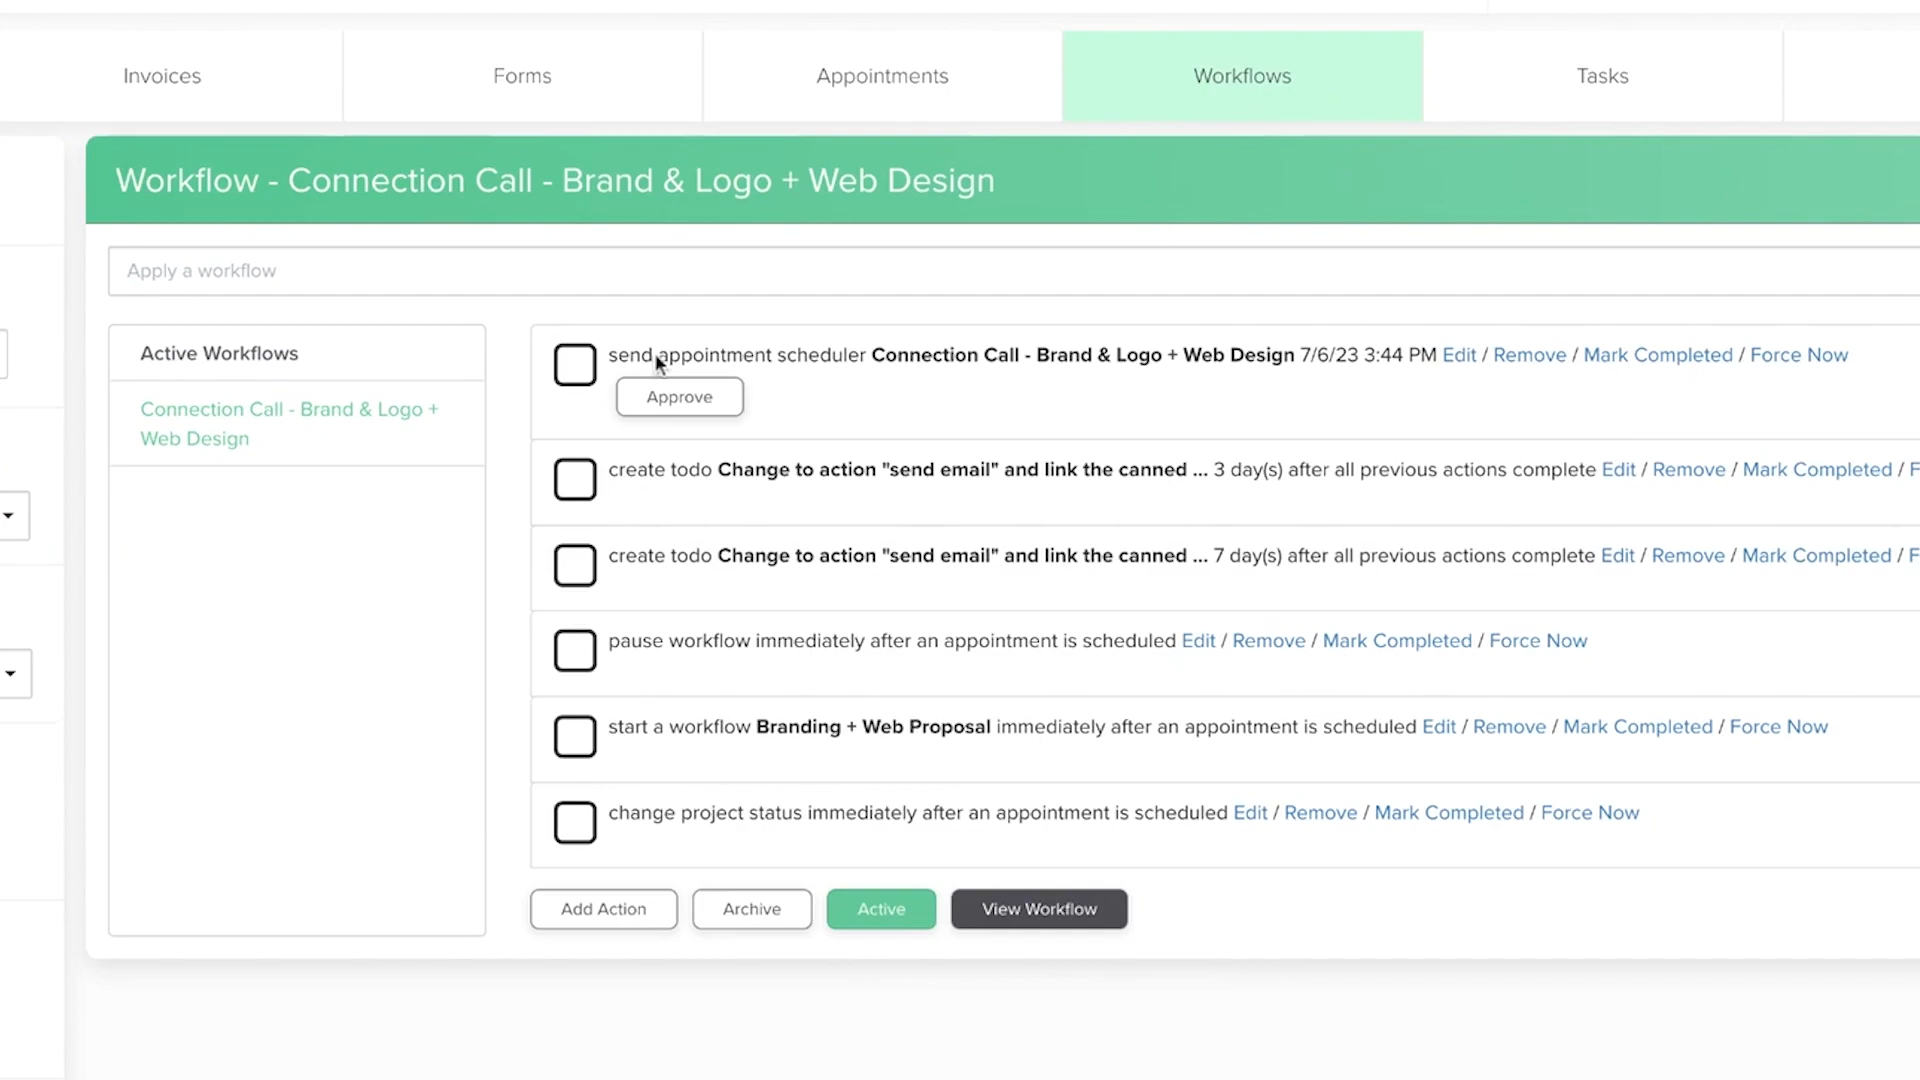 Invoices
Forms
Appointments
Workflows
Tasks
Workflow - Connection Call - Brand & Logo + Web Design
Apply a workflow
Active Workflows
Connection Call - Brand & Logo +
Web Design
send appointment scheduler Connection Call - Brand & Logo + Web Design 7/6/23 3:44 PM Edit / Remove / Mark Completed / Force Now
Approve
create todo Change to action "send email" and link the canned ... 3 day(s) after all previous actions complete Edit / Remove / Mark Completed /
create todo Change to action "send email" and link the canned ... 7 day(s) after all previous actions complete Edit / Remove / Mark Completed /
pause workflow immediately after an appointment is scheduled Edit / Remove / Mark Completed / Force Now
start a workflow Branding + Web Proposal immediately after an appointment is scheduled Edit / Remove / Mark Completed / Force Now
change project status immediately after an appointment is scheduled Edit / Remove / Mark Completed / Force Now
Add Action
Archive
Active
View Workflow